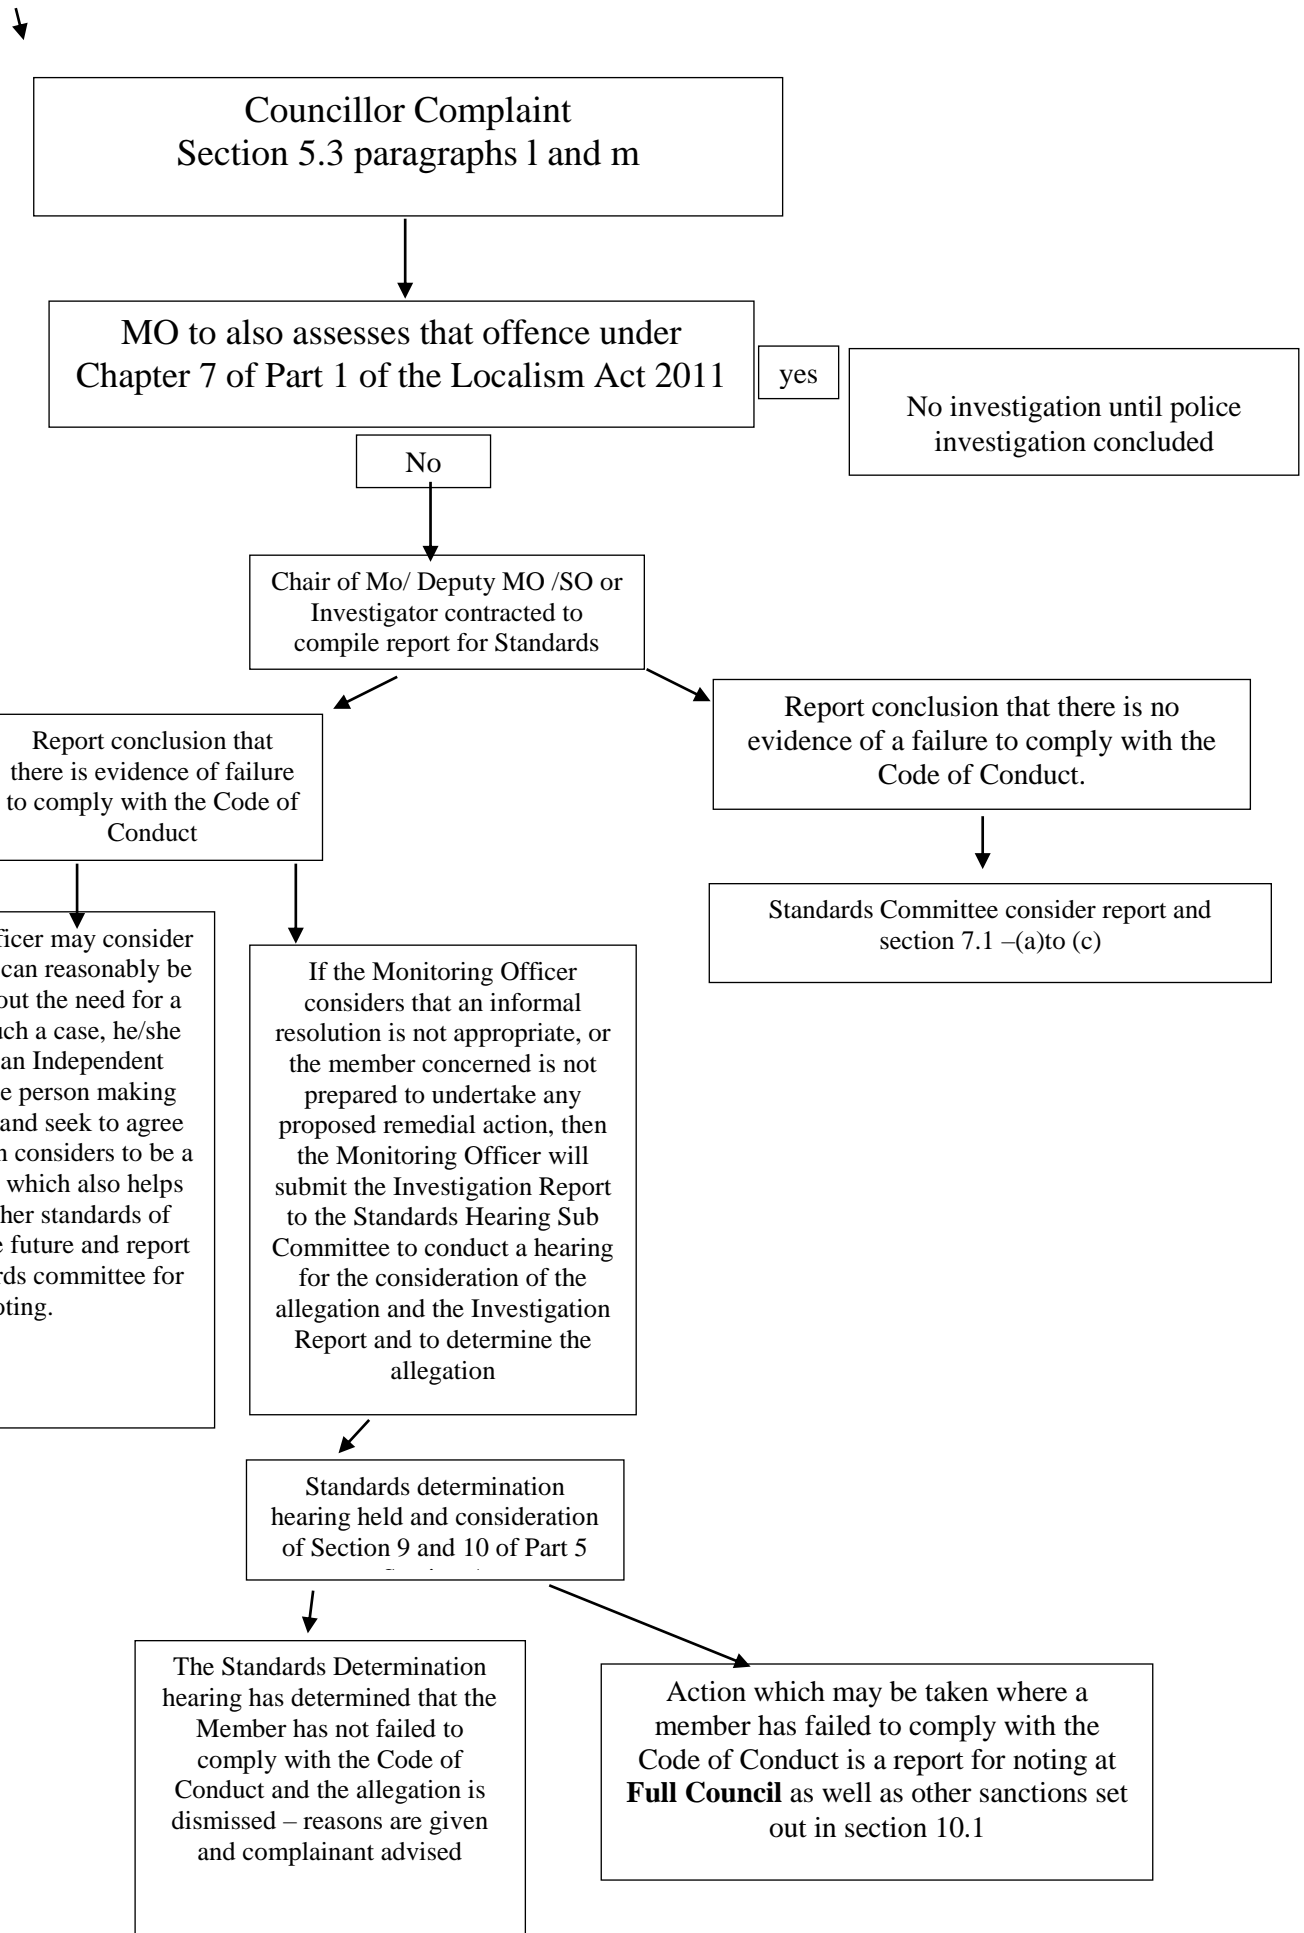 Councillor Complaint
Section 5.3 paragraphs l and m
MO to also assesses that offence under
Chapter 7 of Part 1 of the Localism Act 2011
yes
No investigation until police
investigation concluded
No
Chair of Mo/ Deputy MO /SO or
Investigator contracted to
compile report for Standards
Report conclusion that
there is evidence of failure
to comply with the Code of
Conduct
Report conclusion that there is no
evidence of a failure to comply with the
Code of Conduct.
Standards Committee consider report and
section 7.1 –(a)to (c)
may consider
can reasonably be
the need for a
a case, he/she
an Independent
person making
and seek to agree
considers to be a
which also helps
standards of
future and report
committee for
If the Monitoring Officer
considers that an informal
resolution is not appropriate, or
the member concerned is not
prepared to undertake any
proposed remedial action, then
the Monitoring Officer will
submit the Investigation Report
to the Standards Hearing Sub
Committee to conduct a hearing
for the consideration of the
allegation and the Investigation
Report and to determine the
allegation
Standards determination
hearing held and consideration
of Section 9 and 10 of Part 5
The Standards Determination
hearing has determined that the
Member has not failed to
comply with the Code of
Conduct and the allegation is
dismissed – reasons are given
and complainant advised
Action which may be taken where a
member has failed to comply with the
Code of Conduct is a report for noting at
Full Council as well as other sanctions set
out in section 10.1